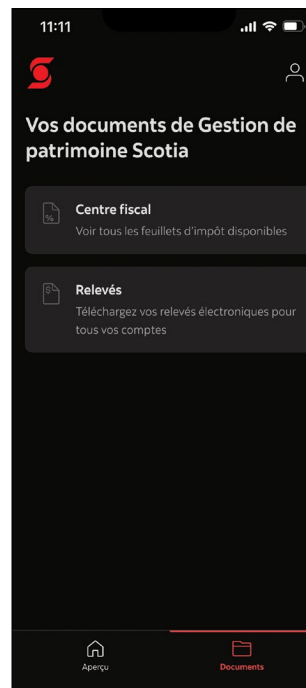 11:11
Vos documents de Gestion de
patrimoine Scotia
%
Centre fiscal
Voir tous les feuillets d'impôt disponibles
$
Relevés
Téléchargez vos relevés électroniques pour
tous vos comptes
Aperçu
Documents